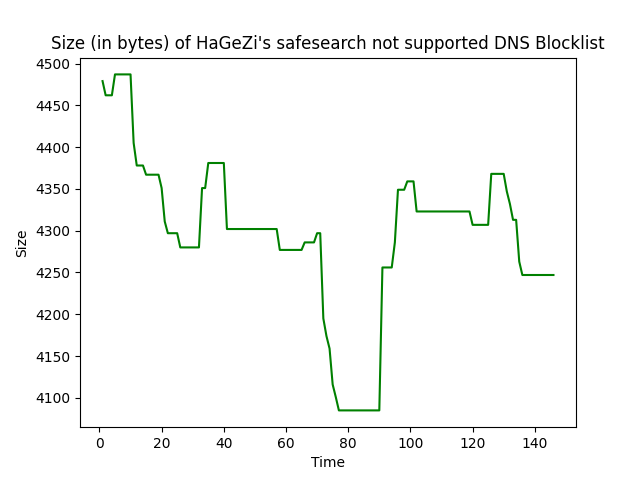 Size (in bytes) of HaGeZi's safesearch not supported DNS Blocklist
4500
4450
4400
4350
4300
4250
4200
4150
4100
Size
0 20 40 60 80 100 120 140
Time